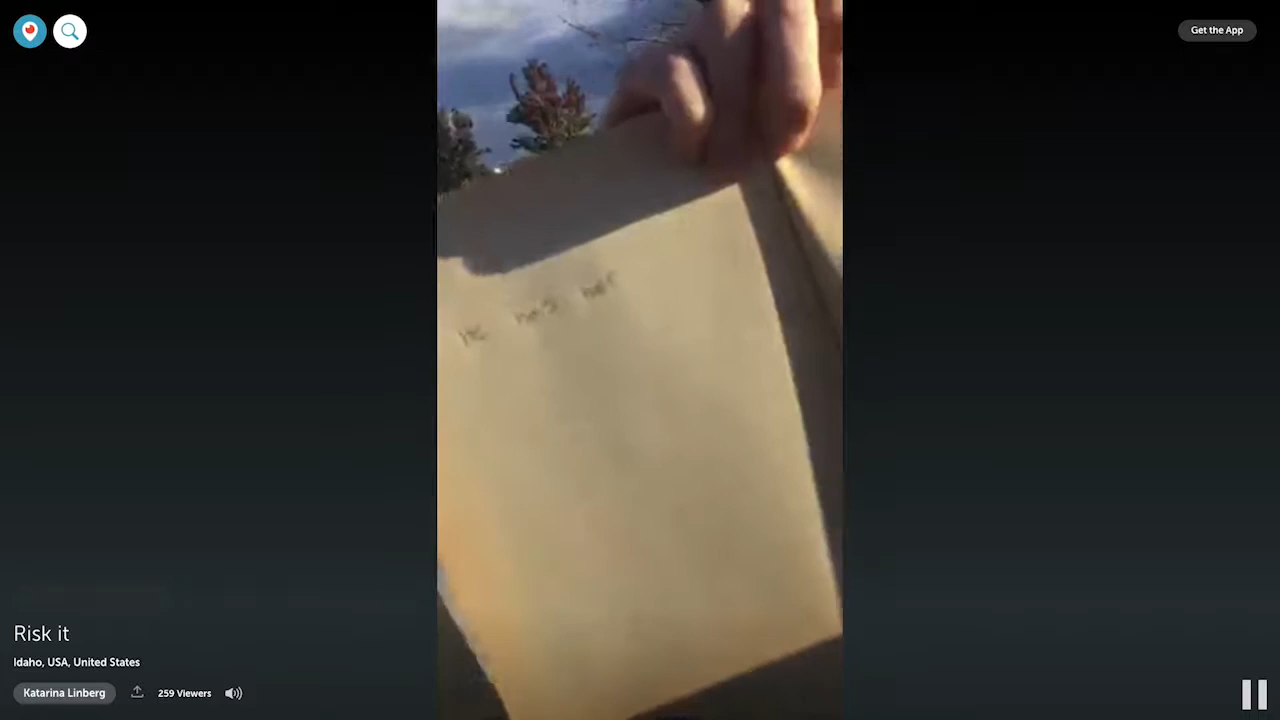 Get the App
Risk it
Idaho, USA, United States
Katarina Linberg
259 Viewers